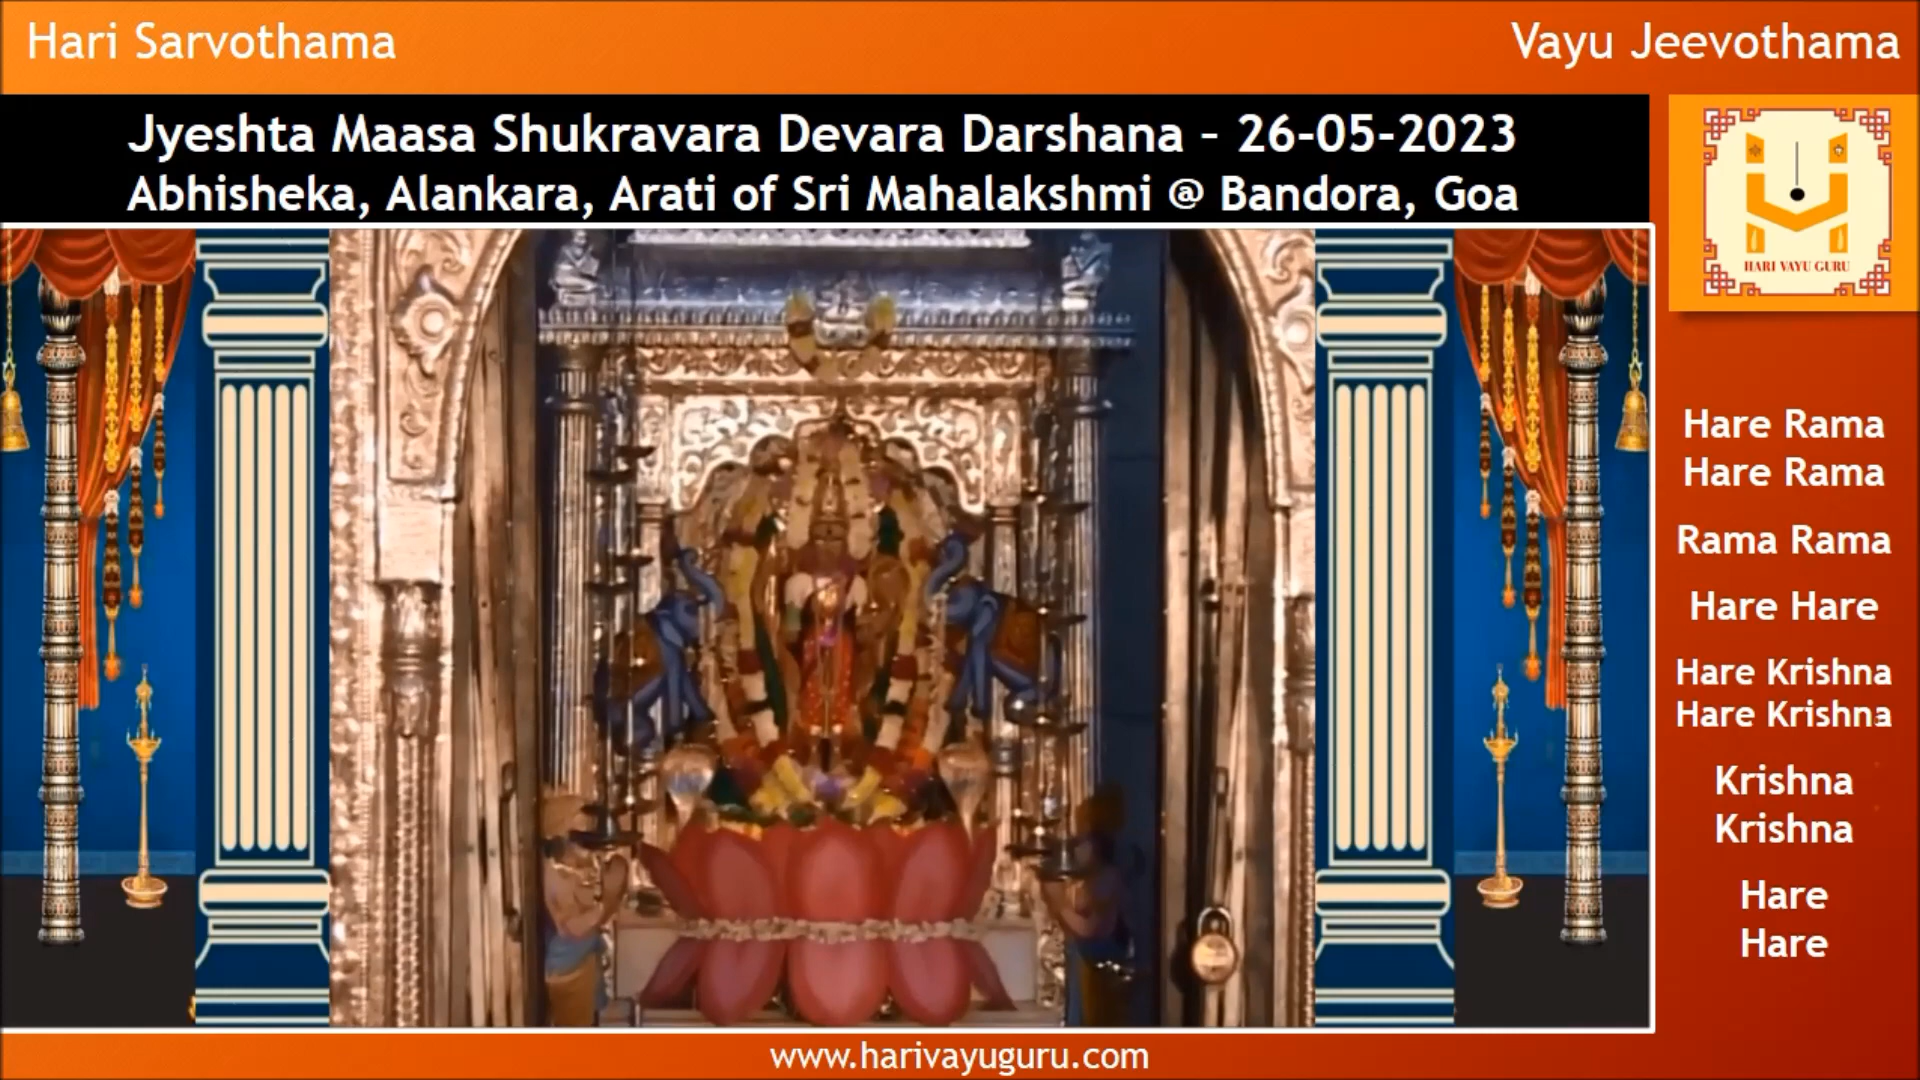 Hari Sarvothama
Vayu Jeevothama
Jyeshta Maasa Shukravara Devara Darshana – 26-05-2023
Abhisheka, Alankara, Arati of Sri Mahalakshmi @ Bandora, Goa
HARI VAYU GURU
Hare Rama
Hare Rama
Rama Rama
Hare Hare
Hare Krishna
Hare Krishna
Krishna
Krishna
Hare
Hare
www.harivayuguru.com